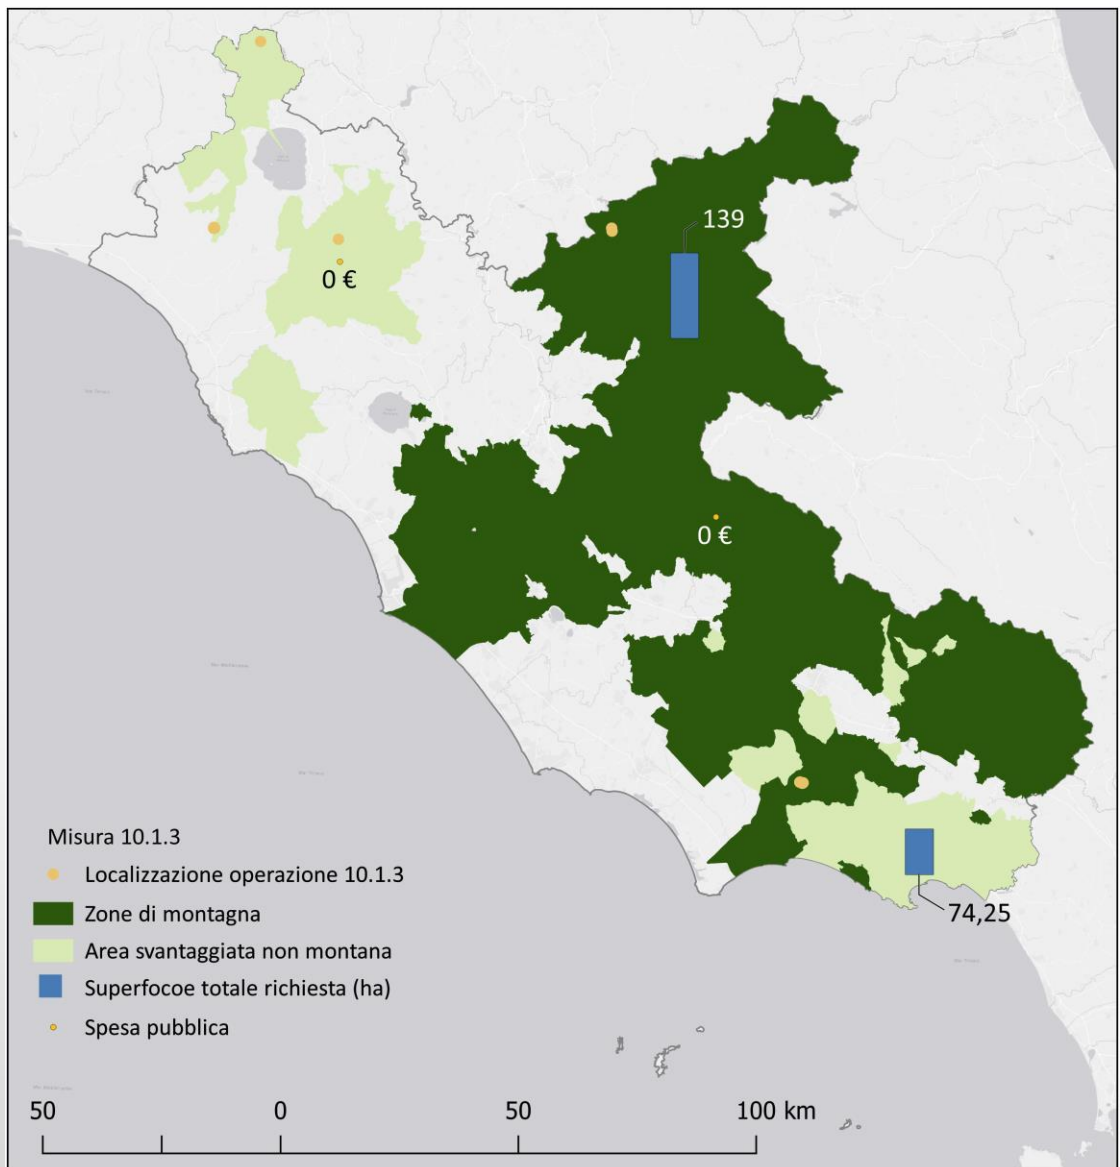 139
0 €
0 €
Misura 10.1.3
Localizzazione operazione 10.1.3
Zone di montagna
Area svantaggiata non montana
Superfocoe totale richiesta (ha)
Spesa pubblica
74,25
50 0 50 100 km